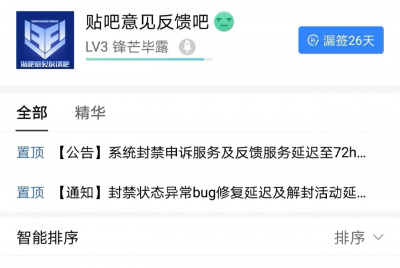 贴吧意见反馈吧
LV3 锋芒毕露
漏签26天
贴吧意见反馈吧
全部 精华
置顶 【公告】系统封禁申诉服务及反馈服务延迟至72h...
置顶 【通知】封禁状态异常bug修复延迟及解封活动延...
智能排序 排序